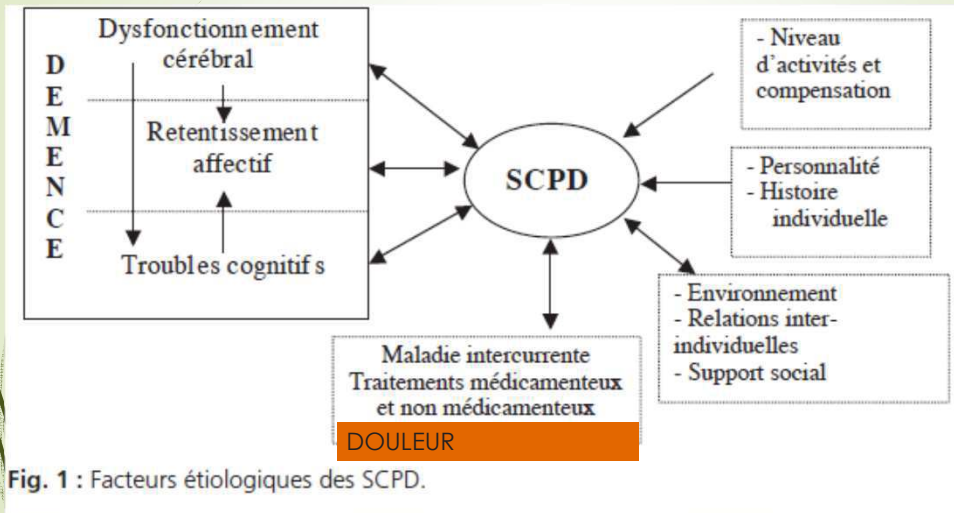 DEMENCE
Dysfonctionnement
cérébral
Retentissement
affectif
Troubles cognitifs
SCPD
- Niveau
d'activités et
compensation
- Personnalité
- Histoire
individuelle
- Environnement
- Relations inter-
individuelles
- Support social
Maladie intercurrente
Traitements médicamenteux
et non médicamenteux
DOULEUR
Fig. 1 : Facteurs étiologiques des SCPD.